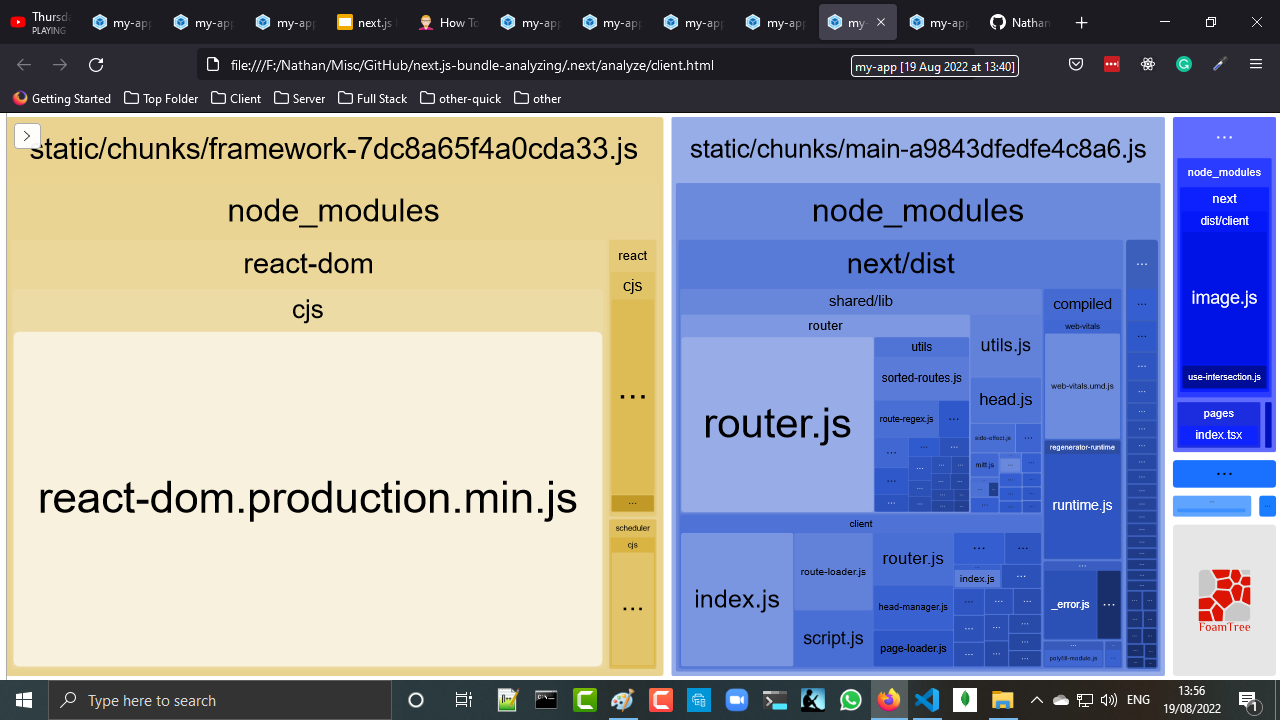 Thursda
PLAYING
my-app
my-app
my-app
next.js
How To
my-app
my-app
my-app
my-app
my-
my-app
Nathan
file:///F:/Nathan/Misc/GitHub/next.js-bundle-analyzing/.next/analyze/client.html
my-app [19 Aug 2022 at 13:40]
Getting Started
Top Folder
Client
Server
Full Stack
other-quick
other
static/chunks/framework-7dc8a65f4a0cda33.js
node_modules
react-dom
cjs
react-dom.production.min.js
react
cjs
...
...
scheduler
cjs
...
static/chunks/main-a9843dfedfe4c8a6.js
node_modules
next/dist
shared/lib
router
router.js
utils
sorted-routes.js
route-regex.js
utils.js
head.js
side-effect.js
mitt.js
compiled
web-vitals
web-vitals.umd.js
regenerator-runtime
runtime.js
_error.js
polyfill-module.js
client
index.js
route-loader.js
script.js
router.js
head-manager.js
page-loader.js
index.js
...
node_modules
next
dist/client
image.js
use-intersection.js
pages
index.tsx
...
FoamTree
Type here to search
ENG
13:56
19/08/2022
1